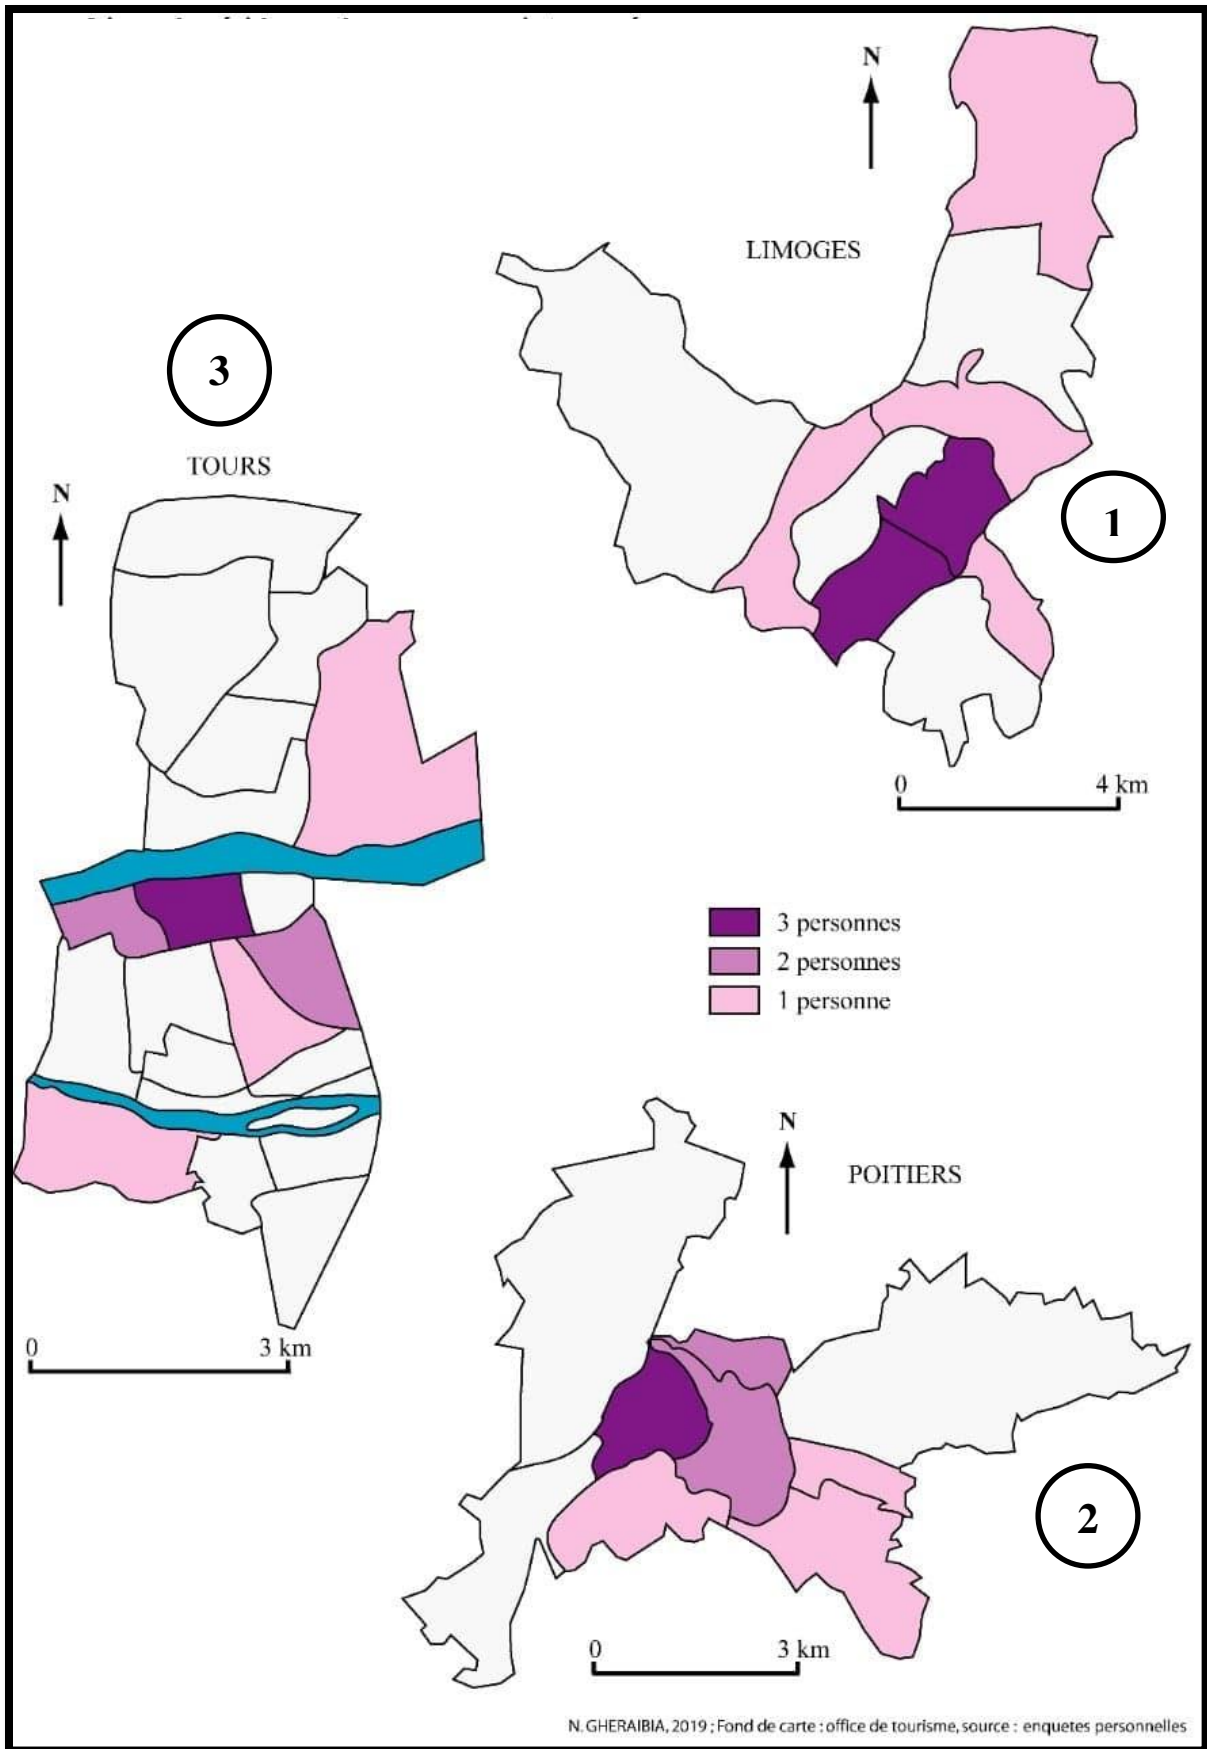 N
LIMOGES
3
TOURS
N
1
0 4 km
3 personnes
2 personnes
1 personne
N
POITIERS
0 3 km
2
0 3 km
N. GHERAIBIA, 2019 ; Fond de carte : office de tourisme, source : enquetes personnelles